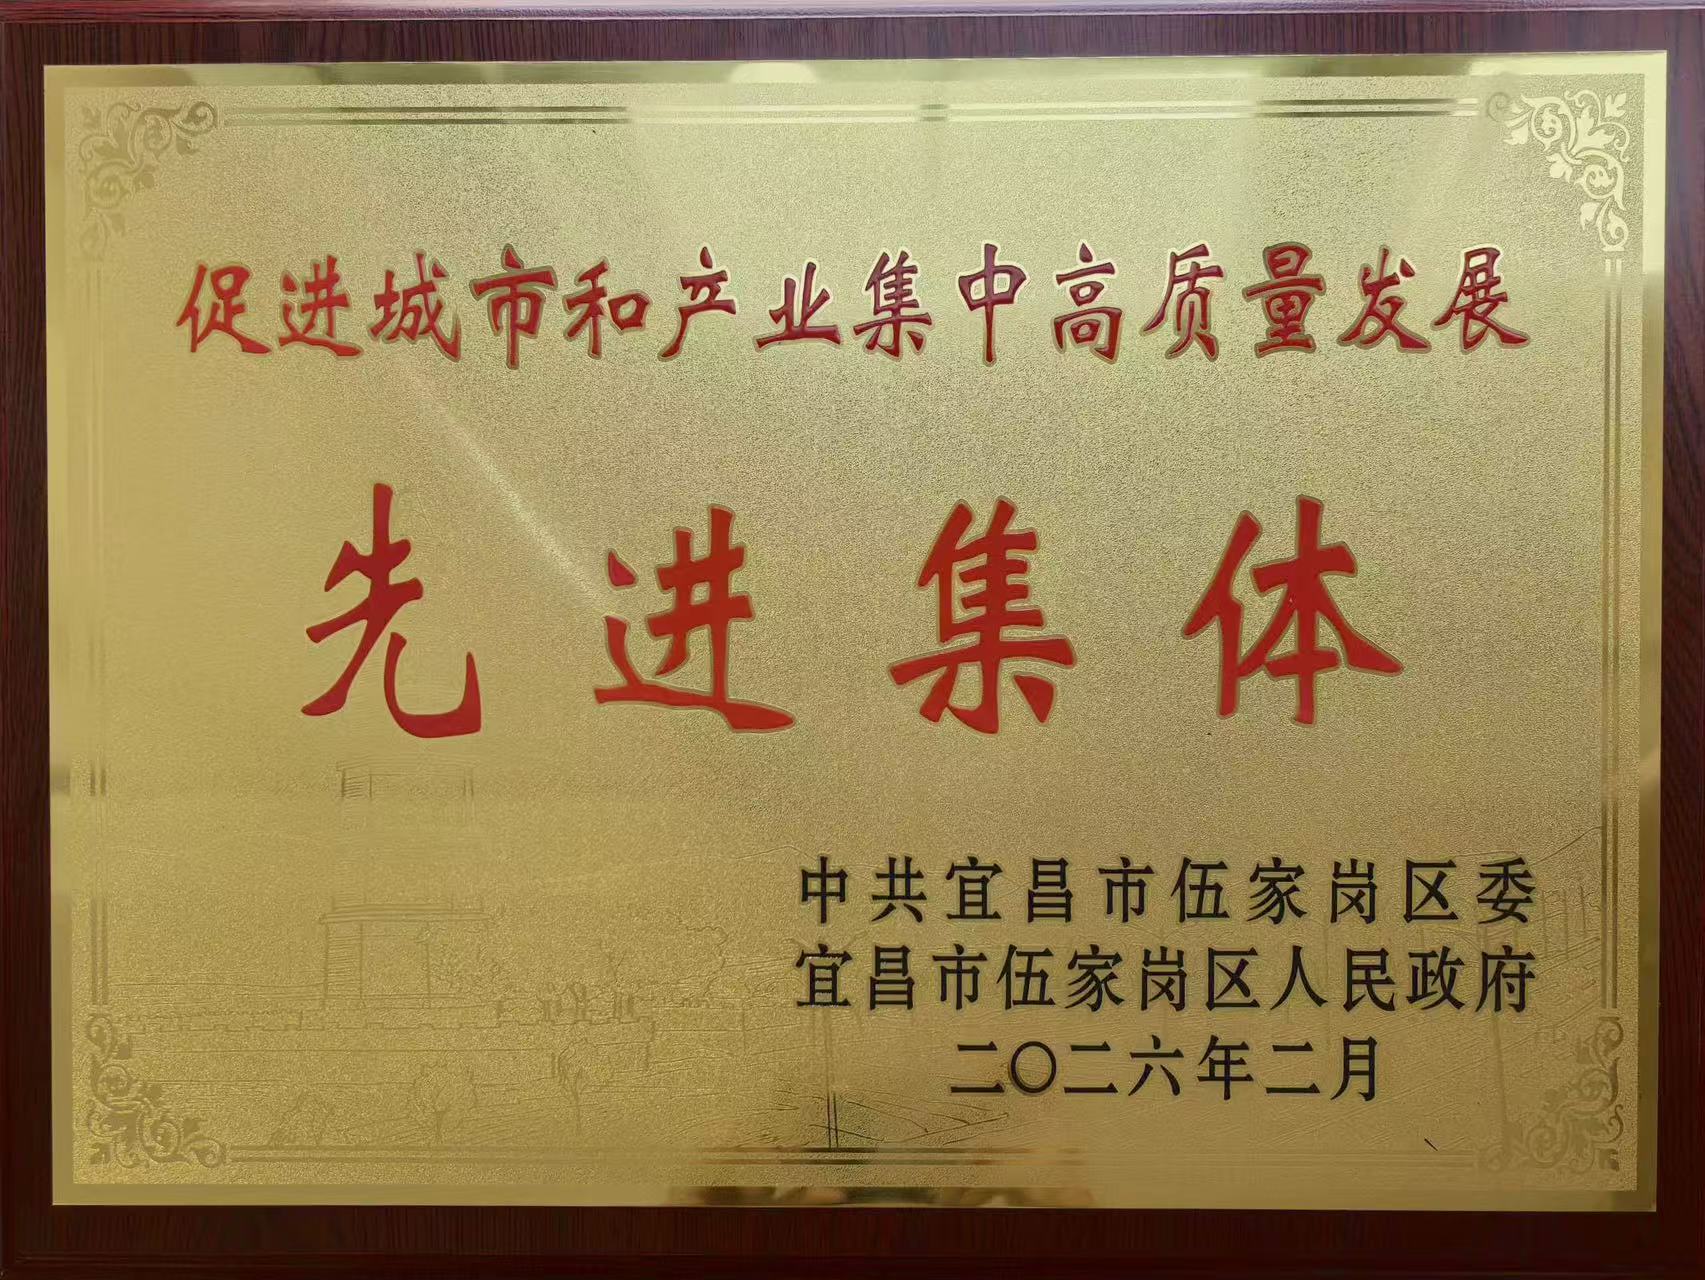 促进城市和产业集中高质量发展
先进集体
中共宜昌市伍家岗区委
宜昌市伍家岗区人民政府
二〇二六年二月